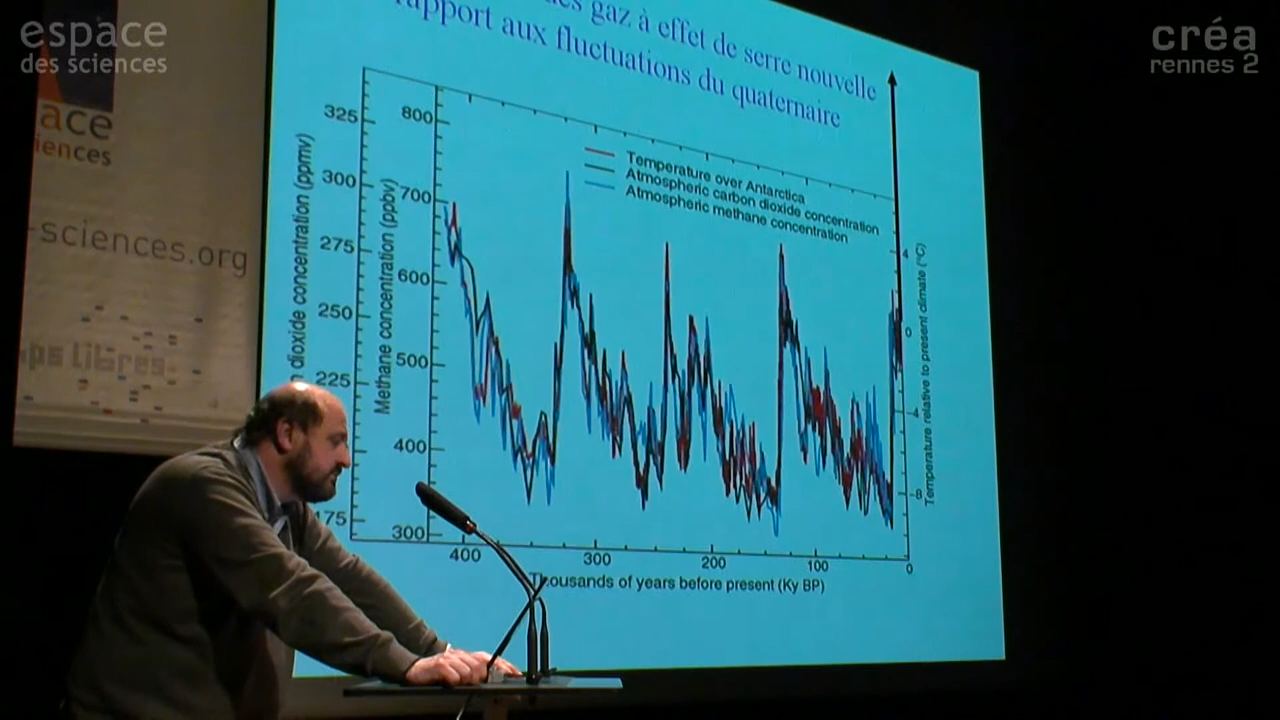 espace
des sciences
créa
rennes 2
ace
iences
-sciences.org
ps libres
gaz à effet de serre nouvelle
rapport aux fluctuations du quaternaire
Temperature over Antarctica
Atmospheric carbon dioxide concentration
Atmospheric methane concentration
dioxide concentration (ppmv)
325
300
275
250
225
175
Methane concentration (ppbv)
800
700
600
500
400
300
400
300
200
100
0
Thousands of years before present (Ky BP)
4
0
-4
-8
Temperature relative to present climate (°C)